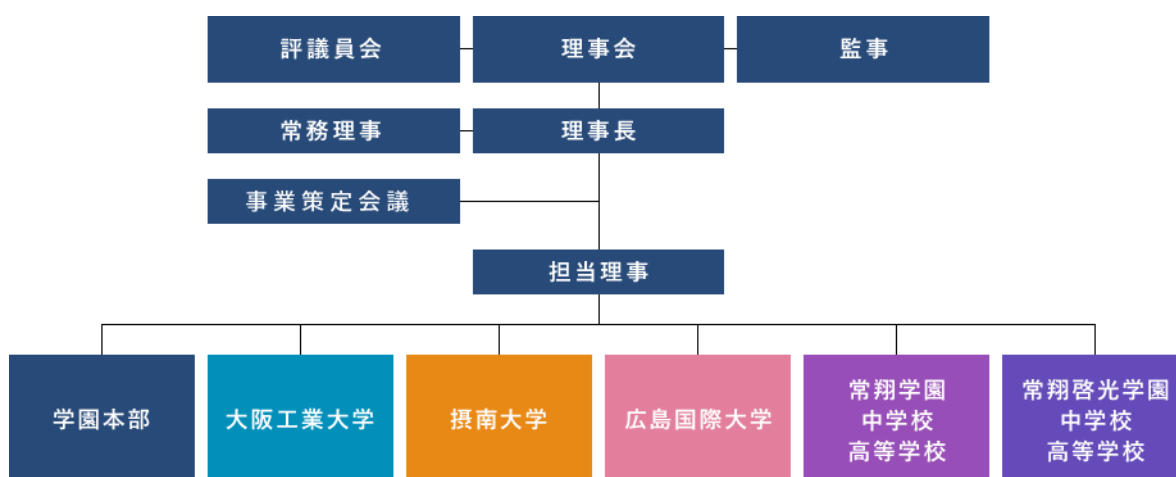 評議員会
理事会
監事
常務理事
理事長
事業策定会議
担当理事
学園本部
大阪工業大学
摂南大学
広島国際大学
常翔学園
中学校
高等学校
常翔啓光学園
中学校
高等学校